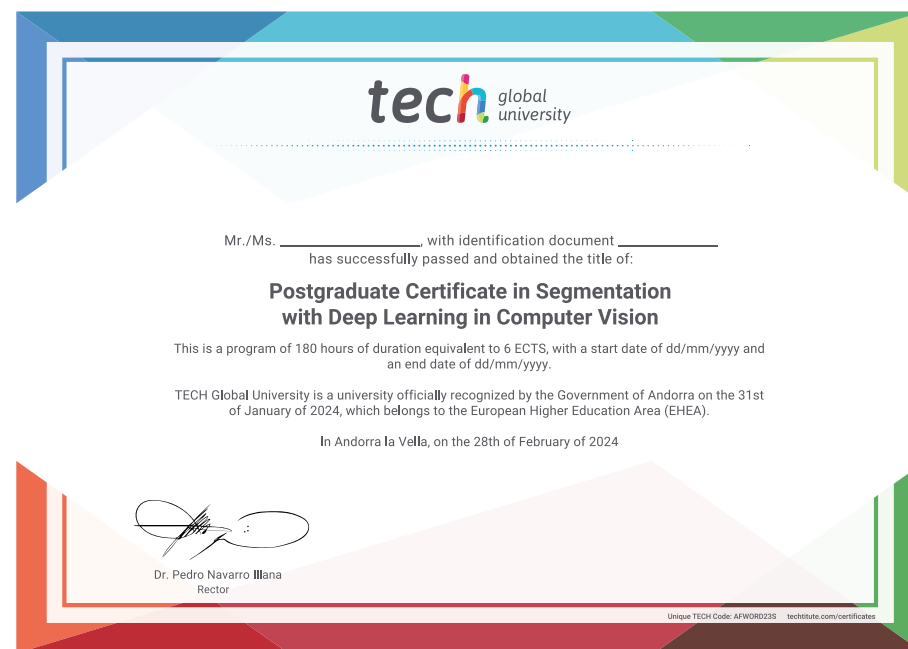 tech global
university
Mr./Ms. ____________, with identification document ____________
has successfully passed and obtained the title of:
Postgraduate Certificate in Segmentation
with Deep Learning in Computer Vision
This is a program of 180 hours of duration equivalent to 6 ECTS, with a start date of dd/mm/yyyy and
an end date of dd/mm/yyyy.
TECH Global University is a university officially recognized by the Government of Andorra on the 31st
of January of 2024, which belongs to the European Higher Education Area (EHEA).
In Andorra la Vella, on the 28th of February of 2024
Dr. Pedro Navarro Illana
Rector
Unique TECH Code: AFWORD23S techtitute.com/certificates